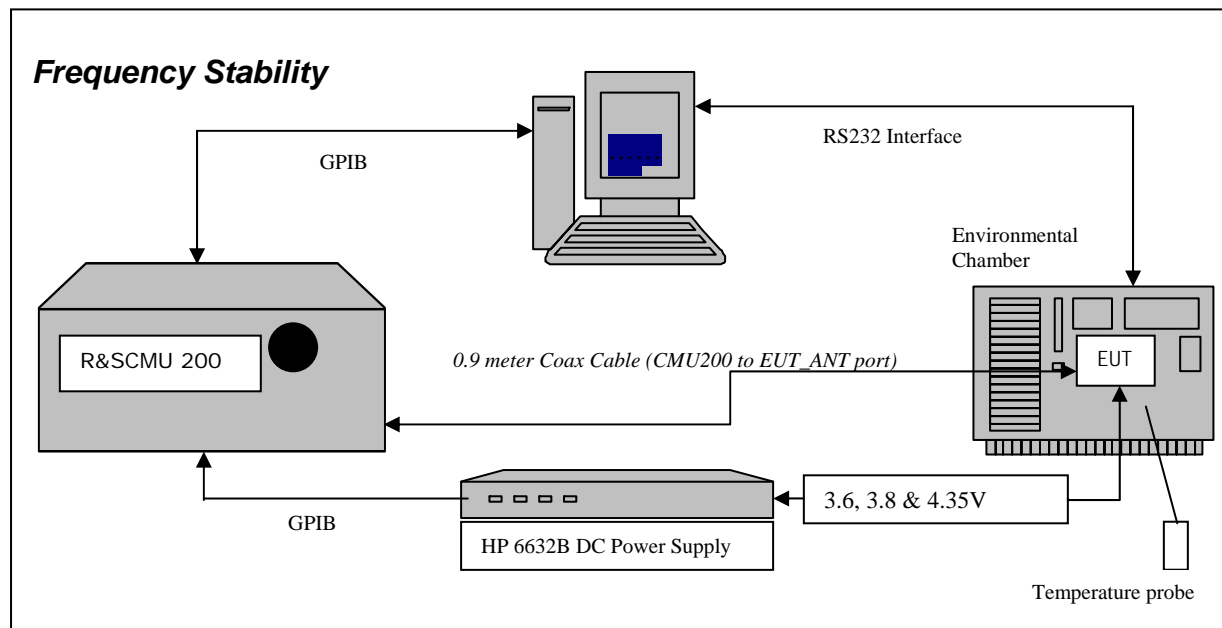 Frequency Stability
GPIB
RS232 Interface
Environmental
Chamber
R&SCMU 200
0.9 meter Coax Cable (CMU200 to EUT_ANT port)
EUT
GPIB
3.6, 3.8 & 4.35V
HP 6632B DC Power Supply
Temperature probe